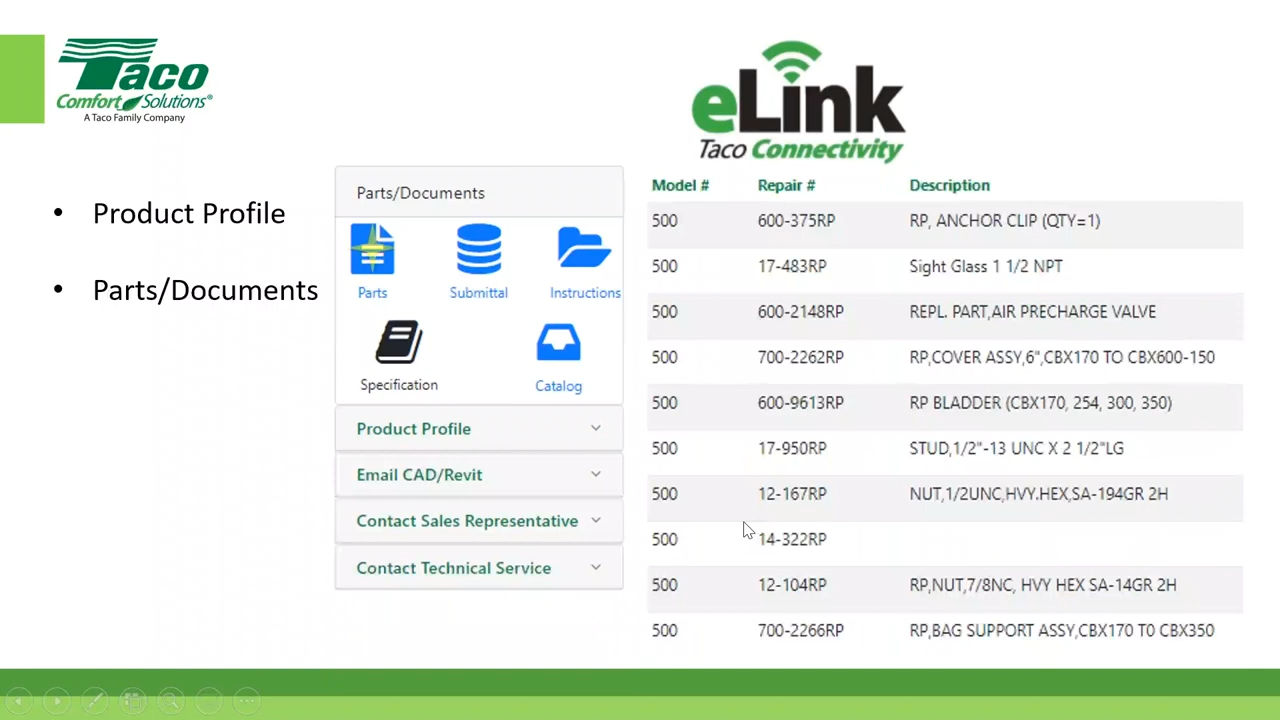 Taco
Comfort Solutions®
A Taco Family Company
eLink
Taco Connectivity
• Product Profile
• Parts/Documents
Parts/Documents
Parts Submittal Instructions
Specification Catalog
Product Profile
Email CAD/Revit
Contact Sales Representative
Contact Technical Service
Model # Repair # Description
500 600-375RP RP, ANCHOR CLIP (QTY=1)
500 17-483RP Sight Glass 1 1/2 NPT
500 600-2148RP REPL. PART,AIR PRECHARGE VALVE
500 700-2262RP RP,COVER ASSY,6",CBX170 TO CBX600-150
500 600-9613RP RP BLADDER (CBX170, 254, 300, 350)
500 17-950RP STUD,1/2"-13 UNC X 2 1/2"LG
500 12-167RP NUT,1/2UNC,HVY.HEX,SA-194GR 2H
500 14-322RP
500 12-104RP RP,NUT,7/8NC, HVY HEX SA-14GR 2H
500 700-2266RP RP,BAG SUPPORT ASSY,CBX170 T0 CBX350